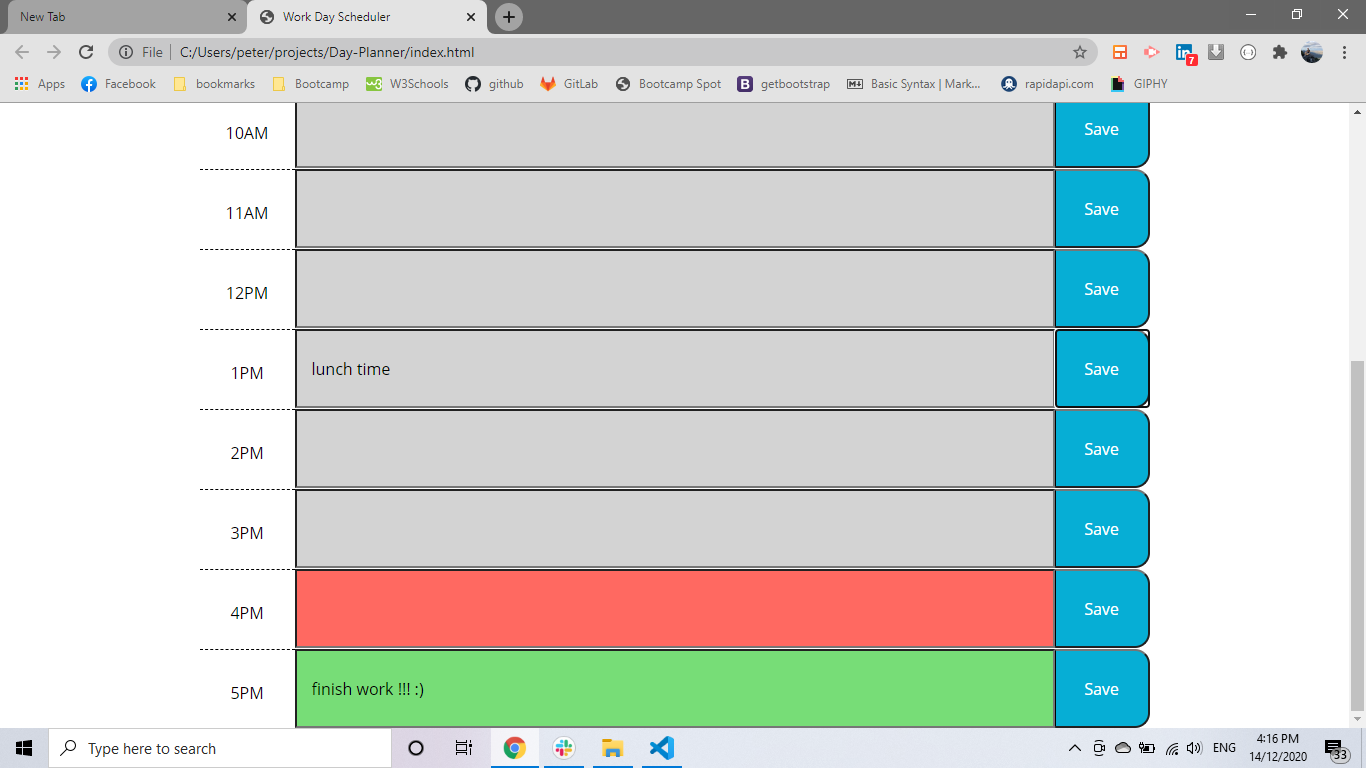 New Tab
Work Day Scheduler
File C:/Users/peter/projects/Day-Planner/index.html
7
Apps Facebook bookmarks Bootcamp W3Schools github GitLab Bootcamp Spot getbootstrap Basic Syntax | Mark... rapidapi.com GIPHY
10AM Save
11AM Save
12PM Save
1PM lunch time Save
2PM Save
3PM Save
4PM Save
5PM finish work !!! :) Save
Type here to search
ENG
4:16 PM
14/12/2020
33